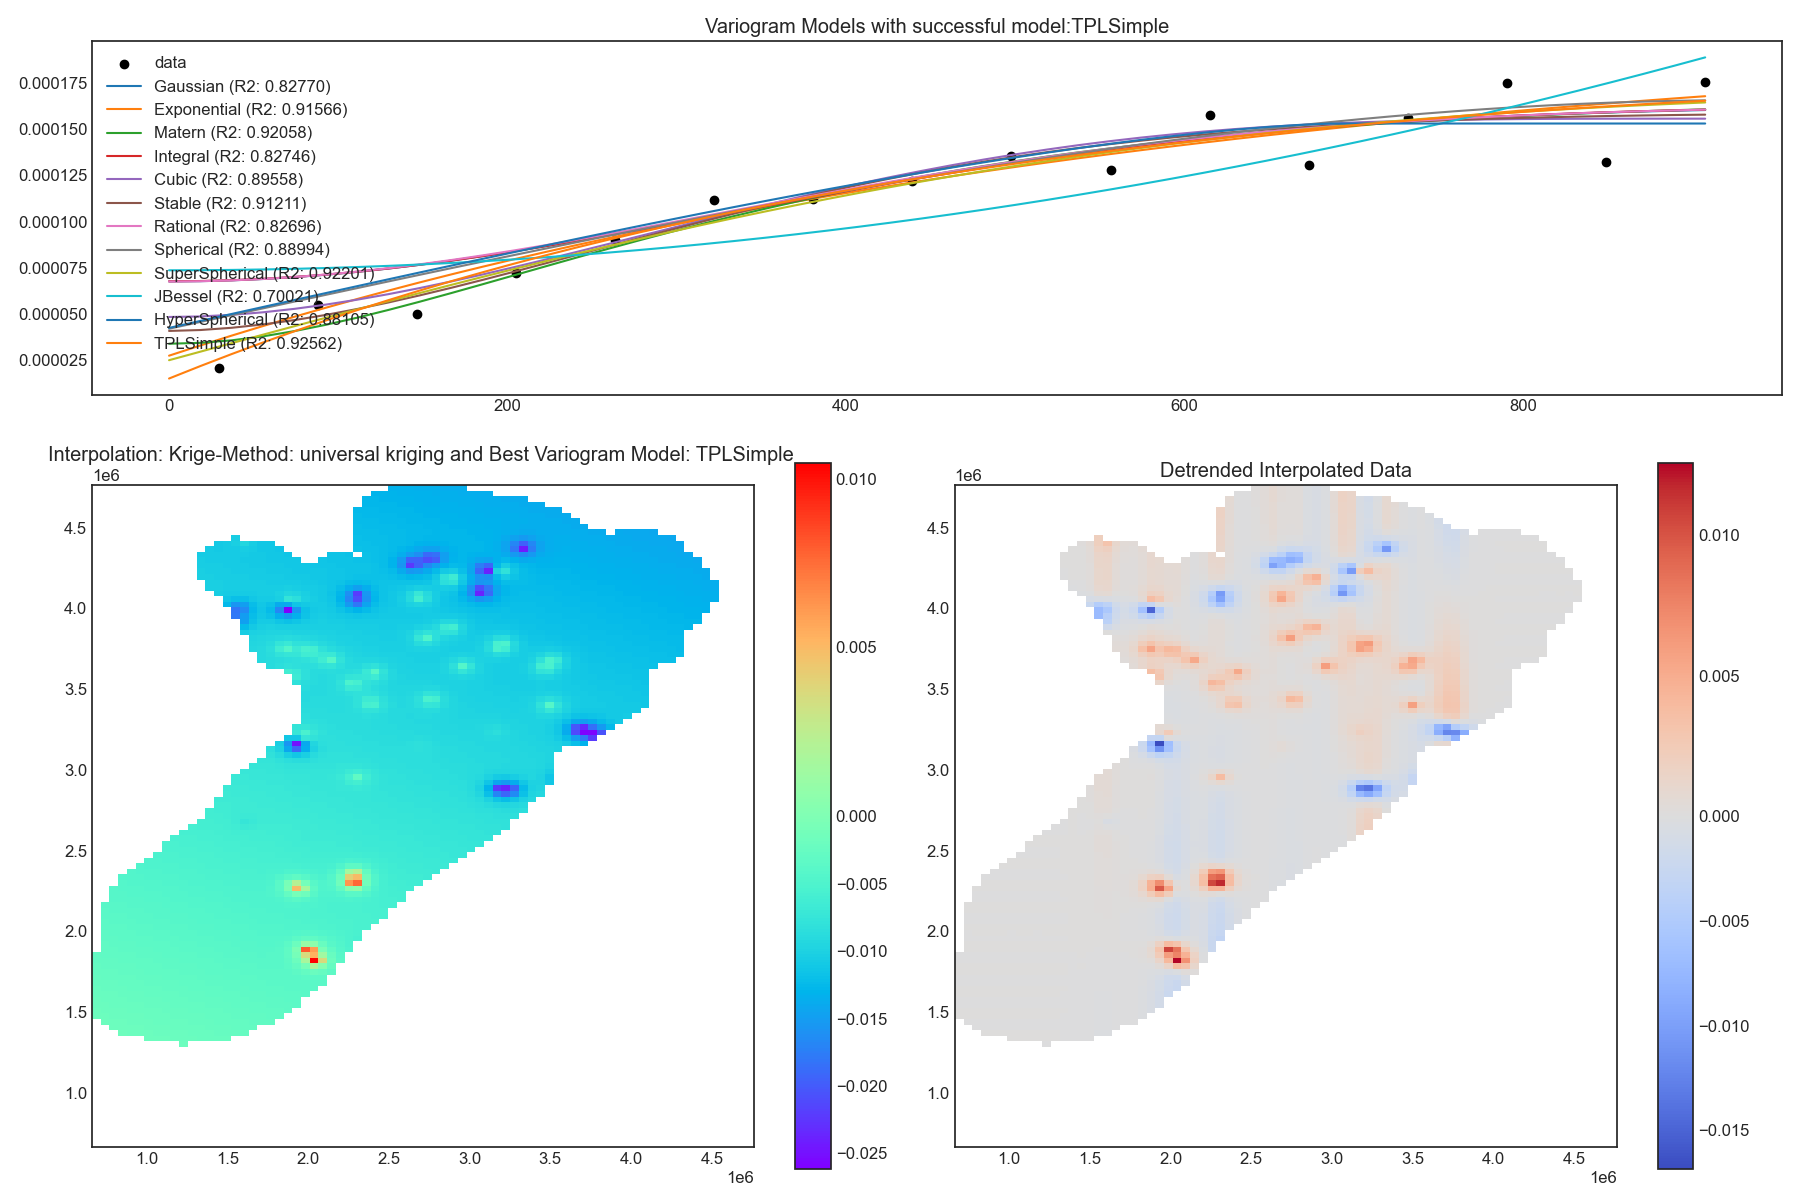 Variogram Models with successful model:TPLSimple
0.000175
0.000150
0.000125
0.000100
0.000075
0.000050
0.000025
data
Gaussian (R2: 0.82770)
Exponential (R2: 0.91566)
Matern (R2: 0.92058)
Integral (R2: 0.82746)
Cubic (R2: 0.89558)
Stable (R2: 0.91211)
Rational (R2: 0.82696)
Spherical (R2: 0.88994)
SuperSpherical (R2: 0.92201)
JBessel (R2: 0.70021)
HyperSpherical (R2: 0.88105)
TPLSimple (R2: 0.92562)
0 200 400 600 800
Interpolation: Krige-Method: universal kriging and Best Variogram Model: TPLSimple
1e6
4.5
4.0
3.5
3.0
2.5
2.0
1.5
1.0
1.0 1.5 2.0 2.5 3.0 3.5 4.0 4.5
1e6
0.010
0.005
0.000
−0.005
−0.010
−0.015
−0.020
−0.025
Detrended Interpolated Data
1e6
4.5
4.0
3.5
3.0
2.5
2.0
1.5
1.0
1.0 1.5 2.0 2.5 3.0 3.5 4.0 4.5
1e6
0.010
0.005
0.000
−0.005
−0.010
−0.015